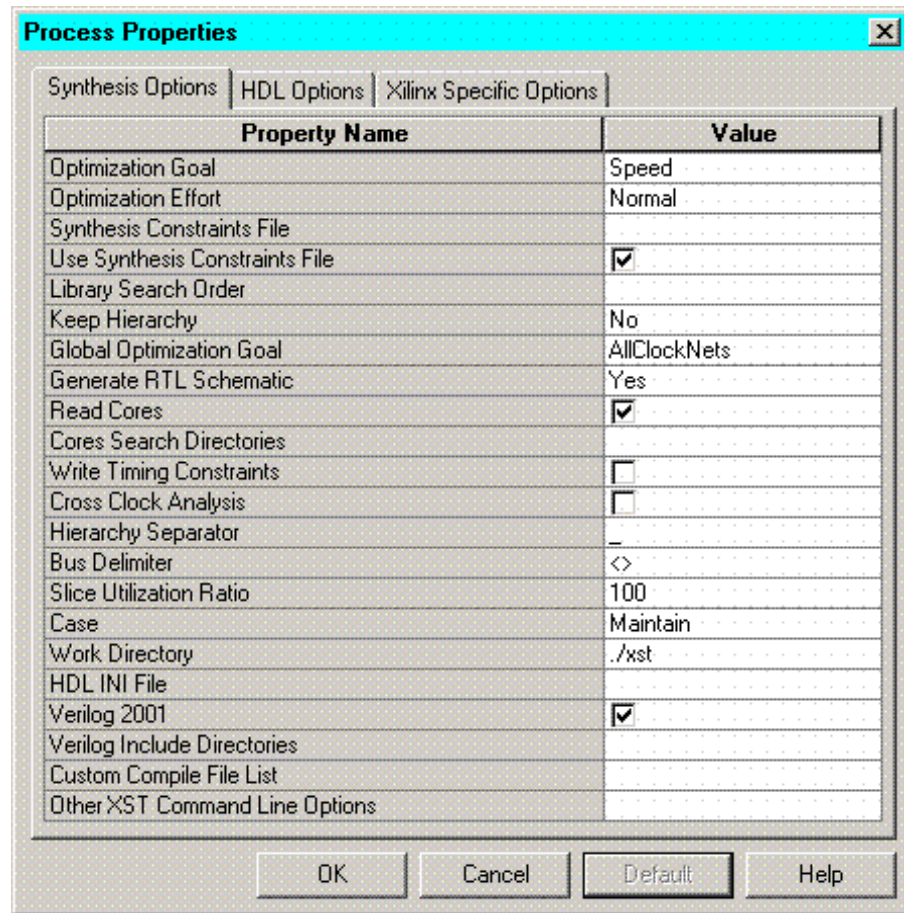 Process Properties
Synthesis Options HDL Options Xilinx Specific Options
Property Name Value
Optimization Goal Speed
Optimization Effort Normal
Synthesis Constraints File
Use Synthesis Constraints File
Library Search Order
Keep Hierarchy No
Global Optimization Goal AllClockNets
Generate RTL Schematic Yes
Read Cores
Cores Search Directories
Write Timing Constraints
Cross Clock Analysis
Hierarchy Separator _
Bus Delimiter <>
Slice Utilization Ratio 100
Case Maintain
Work Directory ./xst
HDL INI File
Verilog 2001
Verilog Include Directories
Custom Compile File List
Other XST Command Line Options
OK Cancel Default Help